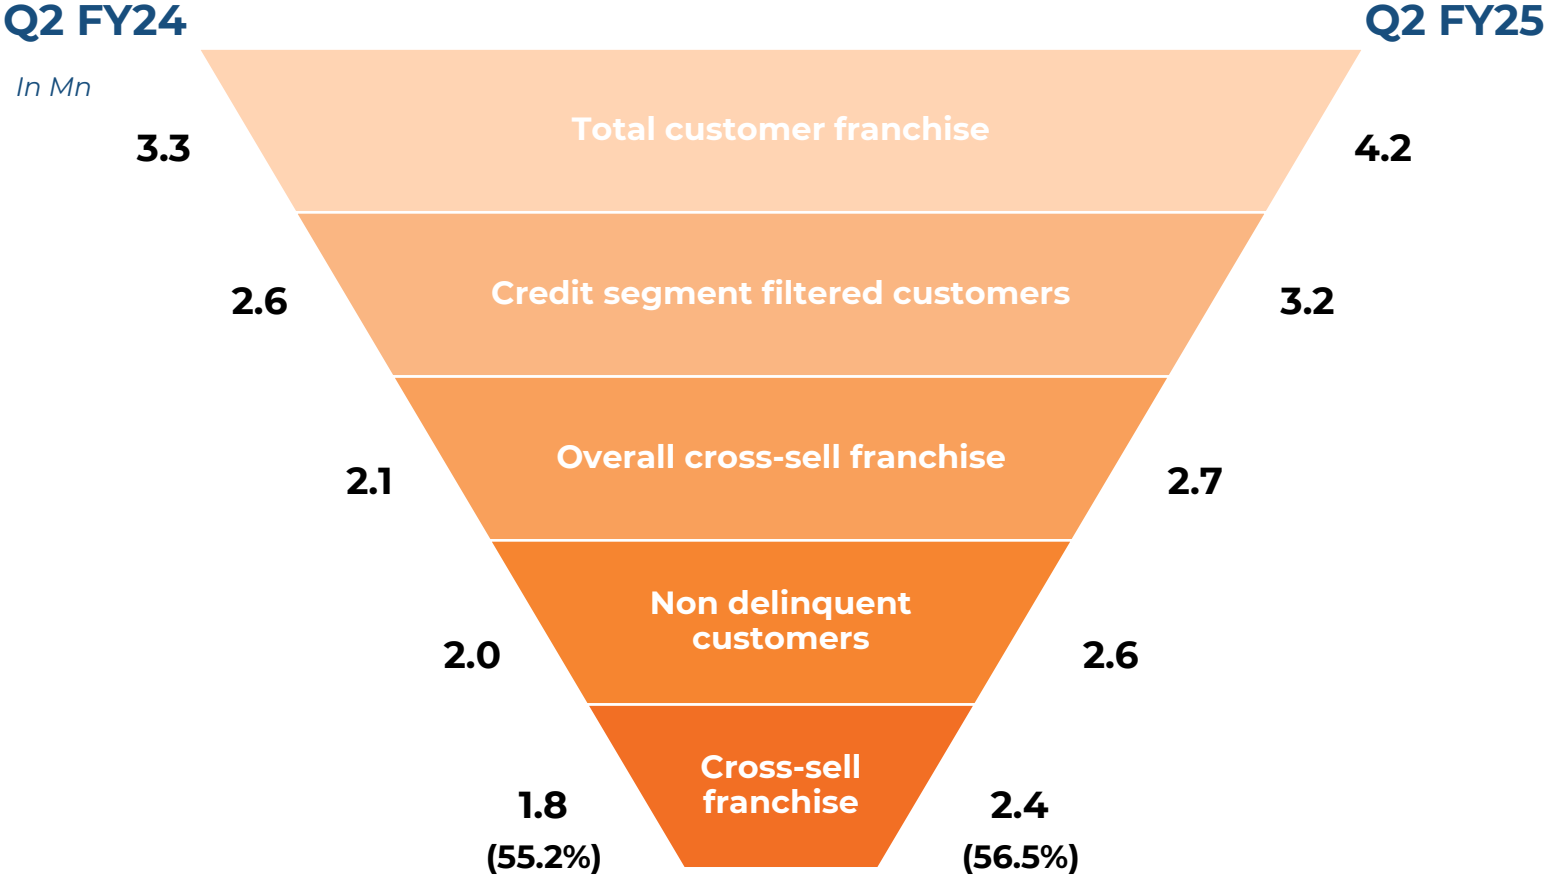 Q2 FY24
Q2 FY25
In Mn
3.3
Total customer franchise
4.2
2.6
Credit segment filtered customers
3.2
2.1
Overall cross-sell franchise
2.7
2.0
Non delinquent
customers
2.6
1.8
(55.2%)
Cross-sell
franchise
2.4
(56.5%)